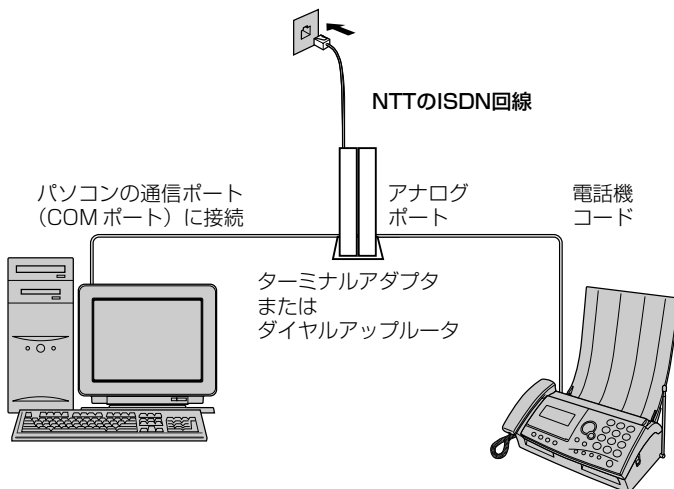 NTTのISDN回線
パソコンの通信ポート
（COMポート）に接続
アナログ
ポート
電話機
コード
ターミナルアダプタ
または
ダイヤルアップルータ